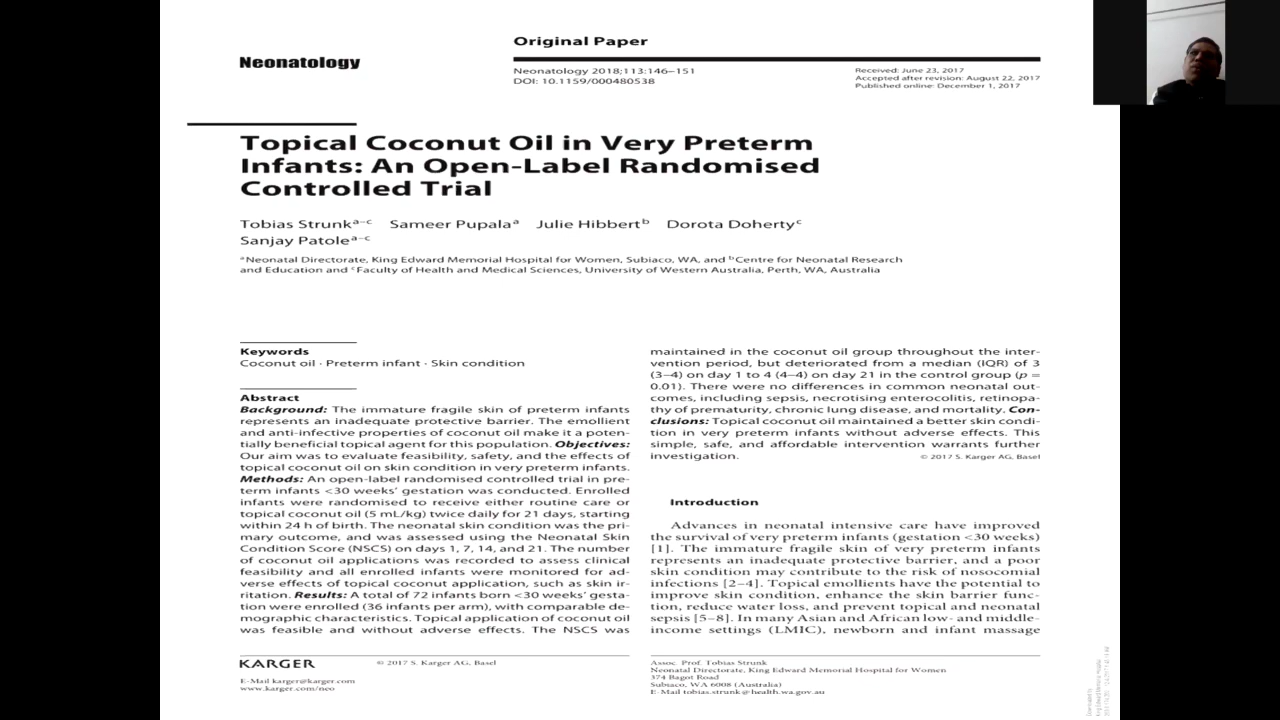 Original Paper
Neonatology
Neonatology 2018;113:146–151
DOI: 10.1159/000480538
Received: June 23, 2017
Accepted after revision: August 22, 2017
Published online: December 1, 2017
Topical Coconut Oil in Very Preterm
Infants: An Open-Label Randomised
Controlled Trial
Tobias Strunk a–c Sameer Pupala a Julie Hibbert b Dorota Doherty c
Sanjay Patole a–c
a Neonatal Directorate, King Edward Memorial Hospital for Women, Subiaco, WA, and b Centre for Neonatal Research
and Education and c Faculty of Health and Medical Sciences, University of Western Australia, Perth, WA, Australia
Keywords
Coconut oil · Preterm infant · Skin condition
Abstract
Background: The immature fragile skin of preterm infants
represents an inadequate protective barrier. The emollient
and anti-infective properties of coconut oil make it a poten-
tially beneficial topical agent for this population. Objectives:
Our aim was to evaluate feasibility, safety, and the effects of
topical coconut oil on skin condition in very preterm infants.
Methods: An open-label randomised controlled trial in pre-
term infants <30 weeks' gestation was conducted. Enrolled
infants were randomised to receive either routine care or
topical coconut oil (5 mL/kg) twice daily for 21 days, starting
within 24 h of birth. The neonatal skin condition was the pri-
mary outcome, and was assessed using the Neonatal Skin
Condition Score (NSCS) on days 1, 7, 14, and 21. The number
of coconut oil applications was recorded to assess clinical
feasibility and all enrolled infants were monitored for ad-
verse effects of topical coconut application, such as skin ir-
ritation. Results: A total of 72 infants born <30 weeks' gesta-
tion were enrolled (36 infants per arm), with comparable de-
mographic characteristics. Topical application of coconut oil
was feasible and without adverse effects. The NSCS was
maintained in the coconut oil group throughout the inter-
vention period, but deteriorated from a median (IQR) of 3
(3–4) on day 1 to 4 (4–4) on day 21 in the control group (p =
0.01). There were no differences in common neonatal out-
comes, including sepsis, necrotising enterocolitis, retinopa-
thy of prematurity, chronic lung disease, and mortality. Con-
clusions: Topical coconut oil maintained a better skin condi-
tion in very preterm infants without adverse effects. This
simple, safe, and affordable intervention warrants further
investigation.
© 2017 S. Karger AG, Basel
Introduction
Advances in neonatal intensive care have improved
the survival of very preterm infants (gestation <30 weeks)
[1]. The immature fragile skin of very preterm infants
represents an inadequate protective barrier, and a poor
skin condition may contribute to the risk of nosocomial
infections [2–4]. Topical emollients have the potential to
improve skin condition, enhance the skin barrier func-
tion, reduce water loss, and prevent topical and neonatal
sepsis [5–8]. In many Asian and African low- and middle-
income settings (LMIC), newborn and infant massage
KARGER
© 2017 S. Karger AG, Basel
E-Mail karger@karger.com
www.karger.com/neo
Assoc. Prof. Tobias Strunk
Neonatal Directorate, King Edward Memorial Hospital for Women
374 Bagot Road
Subiaco, WA 6008 (Australia)
E-Mail tobias.strunk@health.wa.gov.au